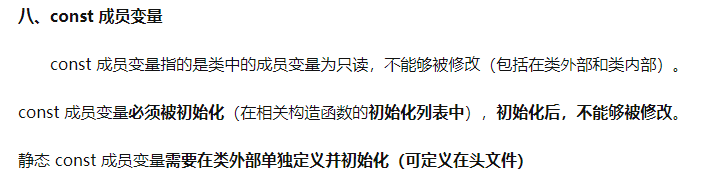 八、const 成员变量
const 成员变量指的是类中的成员变量为只读，不能够被修改（包括在类外部和类内部）。
const 成员变量必须被初始化（在相关构造函数的初始化列表中），初始化后，不能够被修改。
静态 const 成员变量需要在类外部单独定义并初始化（可定义在头文件）